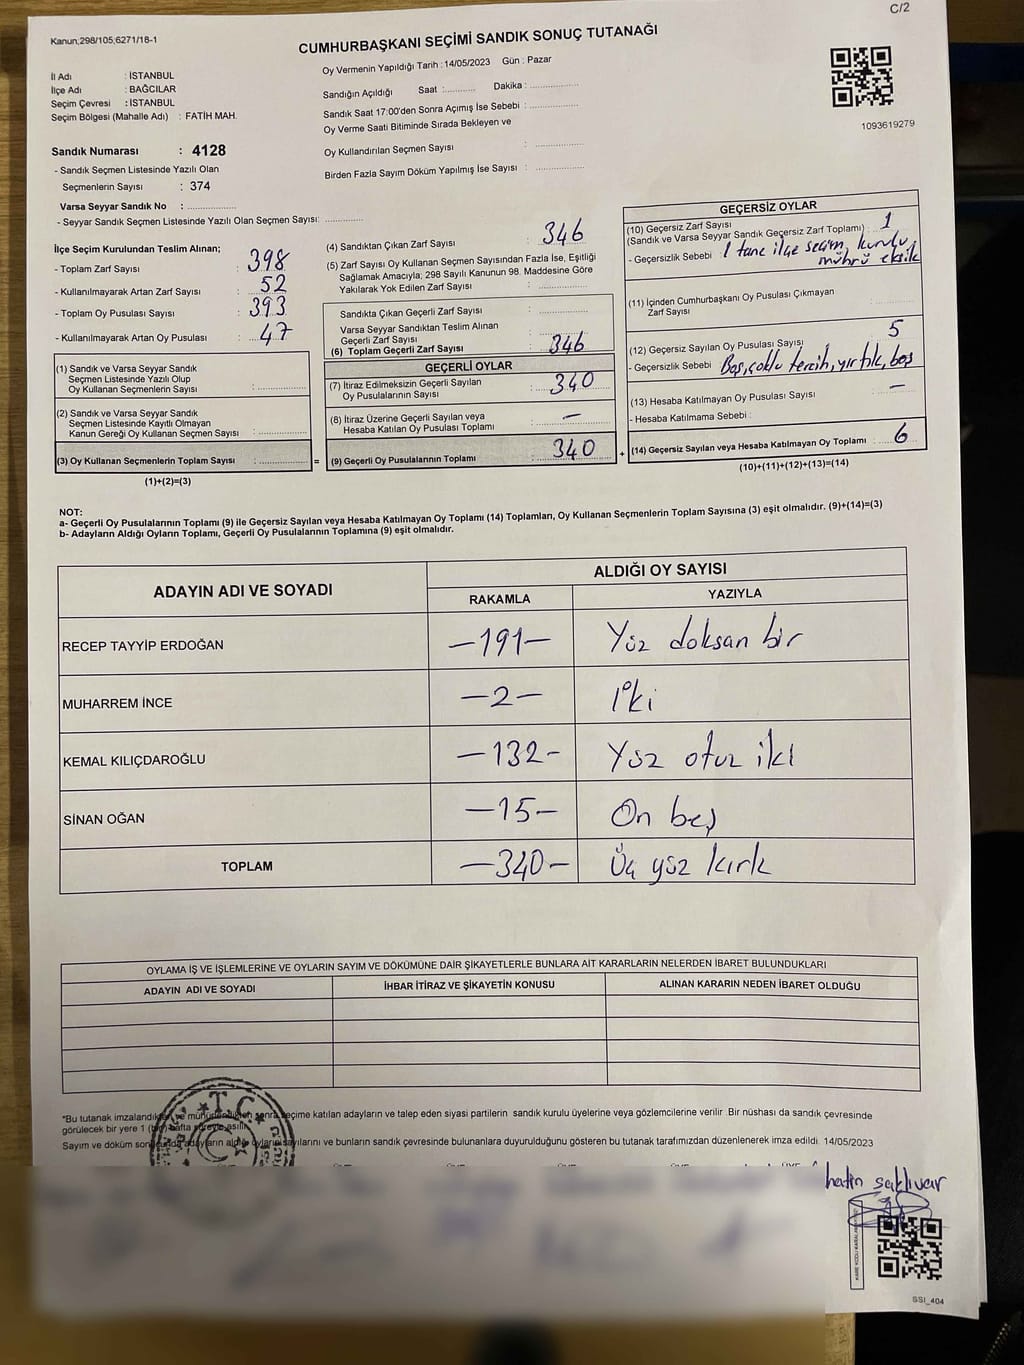 C/2
Kanun;298/105;6271/18-1
CUMHURBAŞKANI SEÇİMİ SANDIK SONUÇ TUTANAĞI
İl Adı : İSTANBUL
İlçe Adı : BAĞCILAR
Seçim Çevresi : İSTANBUL
Seçim Bölgesi (Mahalle Adı) : FATİH MAH.
Sandık Numarası : 4128
- Sandık Seçmen Listesinde Yazılı Olan
Seçmenlerin Sayısı : 374
Varsa Seyyar Sandık No : ....................
- Seyyar Sandık Seçmen Listesinde Yazılı Olan Seçmen Sayısı: ..............
Oy Vermenin Yapıldığı Tarih : 14/05/2023 Gün : Pazar
Sandığın Açıldığı Saat :............ Dakika : ..................
Sandık Saat 17:00'den Sonra Açımış İse Sebebi : ..................
Oy Verme Saati Bitiminde Sırada Bekleyen ve
Oy Kullandırılan Seçmen Sayısı : ..................
Birden Fazla Sayım Döküm Yapılmış İse Sayısı : ..................
1093619279
İlçe Seçim Kurulundan Teslim Alınan;
- Toplam Zarf Sayısı : 398
- Kullanılmayarak Artan Zarf Sayısı : 52
- Toplam Oy Pusulası Sayısı : 393
- Kullanılmayarak Artan Oy Pusulası : 47
(1) Sandık ve Varsa Seyyar Sandık
Seçmen Listesinde Yazılı Olup
Oy Kullanan Seçmenlerin Sayısı : ..................
(2) Sandık ve Varsa Seyyar Sandık
Seçmen Listesinde Kayıtlı Olmayan
Kanun Gereği Oy Kullanan Seçmen Sayısı : ..................
(3) Oy Kullanan Seçmenlerin Toplam Sayısı : .................. =
(1)+(2)=(3)
(4) Sandıktan Çıkan Zarf Sayısı : 346
(5) Zarf Sayısı Oy Kullanan Seçmen Sayısından Fazla İse, Eşitliği
Sağlamak Amacıyla; 298 Sayılı Kanunun 98. Maddesine Göre
Yakılarak Yok Edilen Zarf Sayısı : ..................
Sandıkta Çıkan Geçerli Zarf Sayısı : ..................
Varsa Seyyar Sandıktan Teslim Alınan
Geçerli Zarf Sayısı : ..................
(6) Toplam Geçerli Zarf Sayısı : 346
GEÇERLİ OYLAR
(7) İtiraz Edilmeksizin Geçerli Sayılan
Oy Pusulalarının Sayısı : 340
(8) İtiraz Üzerine Geçerli Sayılan veya
Hesaba Katılan Oy Pusulası Toplamı : —
(9) Geçerli Oy Pusulalarının Toplamı : 340 +
GEÇERSİZ OYLAR
(10) Geçersiz Zarf Sayısı
(Sandık ve Varsa Seyyar Sandık Geçersiz Zarf Toplamı) : 1
- Geçersizlik Sebebi 1 tane ilçe seçim kurulu
mührü eksik
(11) İçinden Cumhurbaşkanı Oy Pusulası Çıkmayan
Zarf Sayısı : ............
(12) Geçersiz Sayılan Oy Pusulası Sayısı 5
- Geçersizlik Sebebi Boş, çoklu tercih, yırtık, boş
(13) Hesaba Katılmayan Oy Pusulası Sayısı : —
- Hesaba Katılmama Sebebi :
(14) Geçersiz Sayılan veya Hesaba Katılmayan Oy Toplamı : 6
(10)+(11)+(12)+(13)=(14)
NOT:
a- Geçerli Oy Pusulalarının Toplamı (9) ile Geçersiz Sayılan veya Hesaba Katılmayan Oy Toplamı (14) Toplamları, Oy Kullanan Seçmenlerin Toplam Sayısına (3) eşit olmalıdır. (9)+(14)=(3)
b- Adayların Aldığı Oyların Toplamı, Geçerli Oy Pusulalarının Toplamına (9) eşit olmalıdır.
ADAYIN ADI VE SOYADI ALDIĞI OY SAYISI
RAKAMLA YAZIYLA
RECEP TAYYİP ERDOĞAN —191— Yüz doksan bir
MUHARREM İNCE —2— İki
KEMAL KILIÇDAROĞLU —132— Yüz otuz iki
SİNAN OĞAN —15— On beş
TOPLAM —340— Üç yüz kırk
OYLAMA İŞ VE İŞLEMLERİNE VE OYLARIN SAYIM VE DÖKÜMÜNE DAİR ŞİKAYETLERLE BUNLARA AİT KARARLARIN NELERDEN İBARET BULUNDUKLARI
ADAYIN ADI VE SOYADI İHBAR İTİRAZ VE ŞİKAYETİN KONUSU ALINAN KARARIN NEDEN İBARET OLDUĞU
T.C.
*Bu tutanak imzalandıktan ve mühürlendikten sonra seçime katılan adayların ve talep eden siyasi partilerin sandık kurulu üyelerine veya gözlemcilerine verilir. Bir nüshası da sandık çevresinde
görülecek bir yere 1 (bir) hafta süreyle asılır.
Sayım ve döküm sonucunda adayların aldığı oyların sayılarını ve bunların sandık çevresinde bulunanlara duyurulduğunu gösteren bu tutanak tarafımızdan düzenlenerek imza edildi. 14/05/2023
saklıvar
SSI_404